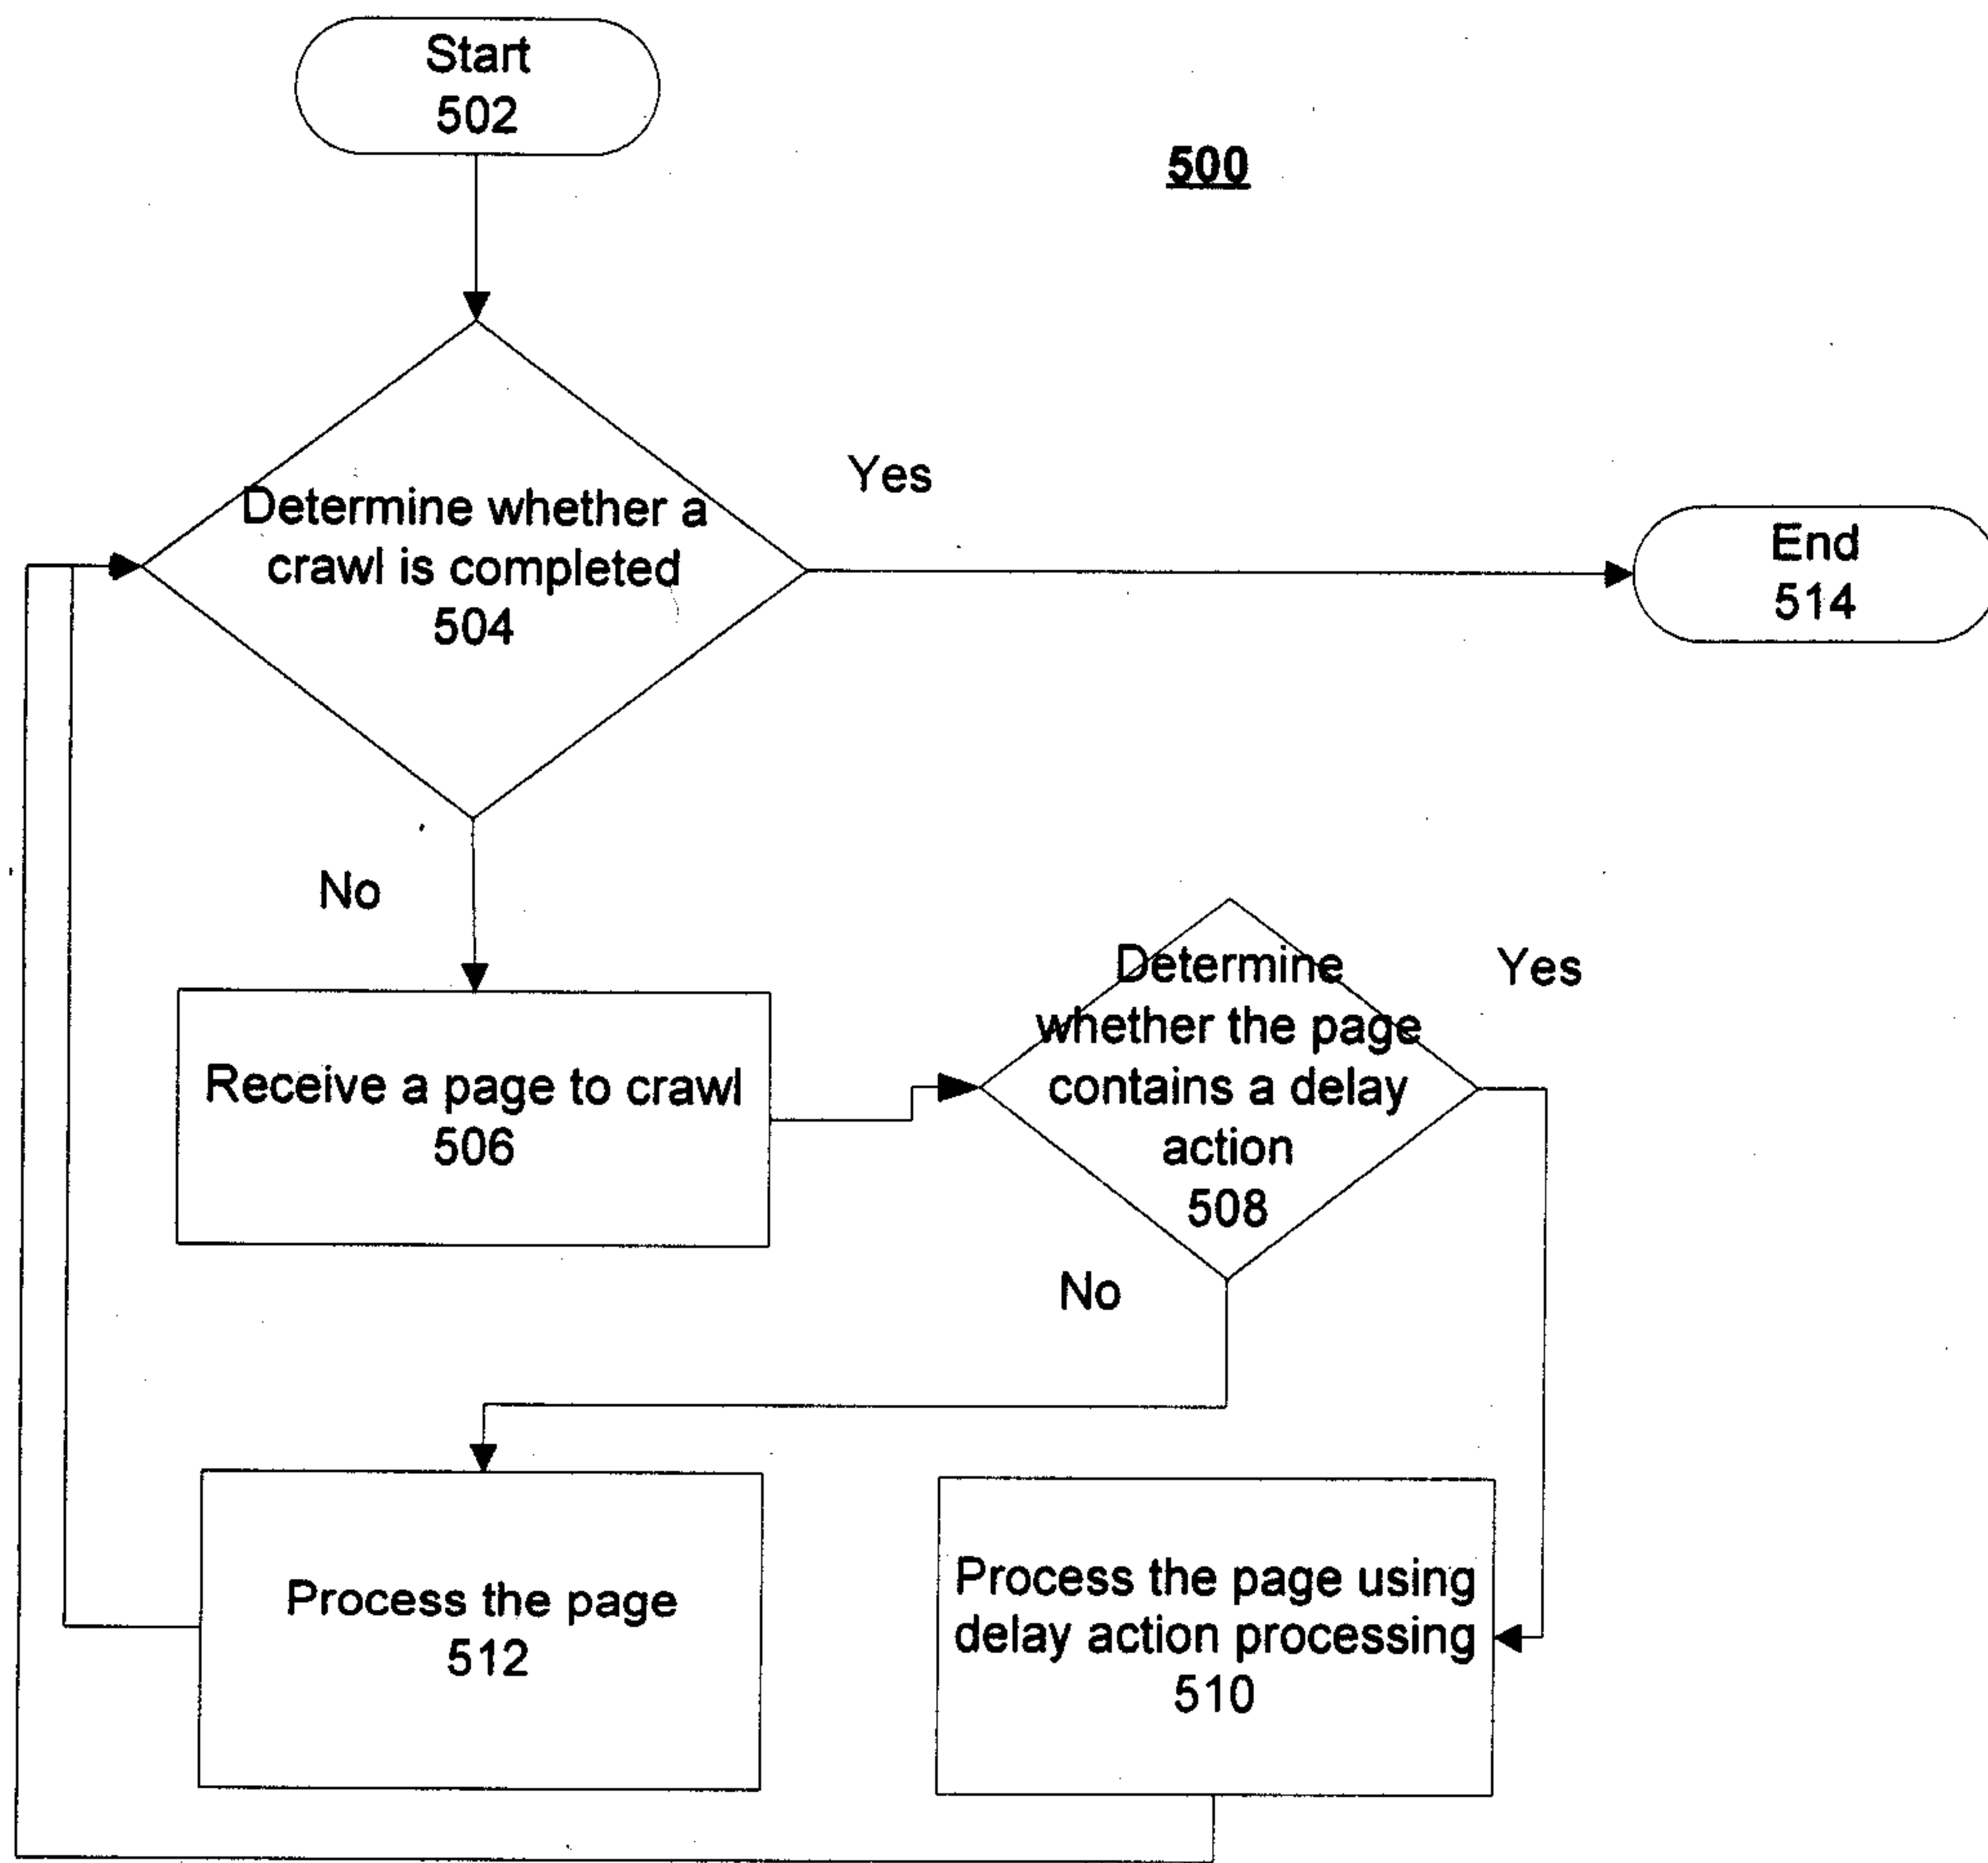 Start
502
500
Determine whether a
crawl is completed
504
Yes
End
514
No
Receive a page to crawl
506
Determine
whether the page
contains a delay
action
508
Yes
No
Process the page
512
Process the page using
delay action processing
510